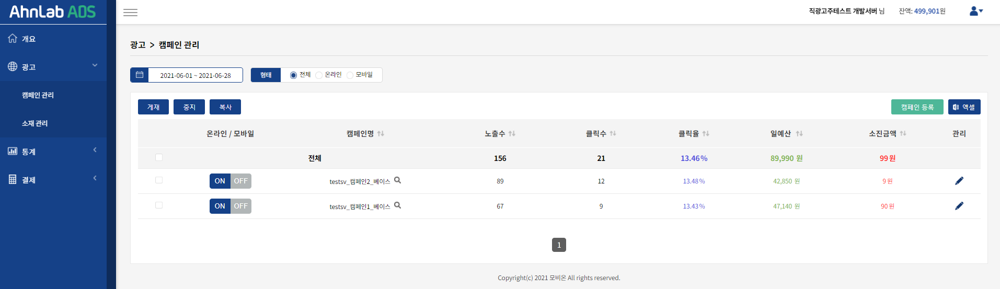 AhnLab ADS
직광고주테스트 개발서버 님 잔액: 499,901원
개요
광고
캠페인 관리
소재 관리
통계
결제
광고 > 캠페인 관리
2021-06-01 ~ 2021-06-28 형태 전체 온라인 모바일
게재 중지 복사 캠페인 등록 엑셀
온라인 / 모바일 캠페인명 노출수 클릭수 클릭율 일예산 소진금액 관리
전체 156 21 13.46% 89,990 원 99원
ON OFF testsv_캠페인2_베이스 89 12 13.48% 42,850 원 9원
ON OFF testsv_캠페인1_베이스 67 9 13.43% 47,140 원 90원
1
Copyright(c) 2021 모비온 All rights reserved.